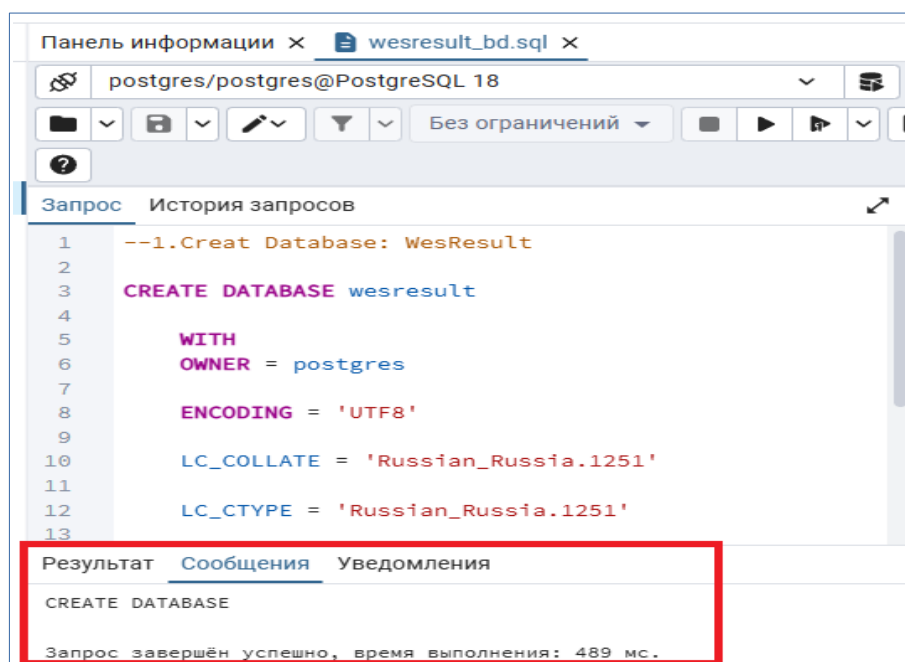 Панель информации × wesresult_bd.sql ×
postgres/postgres@PostgreSQL 18
Без ограничений
Запрос История запросов
1 --1.Creat Database: WesResult
2
3 CREATE DATABASE wesresult
4
5 WITH
6 OWNER = postgres
7
8 ENCODING = 'UTF8'
9
10 LC_COLLATE = 'Russian_Russia.1251'
11
12 LC_CTYPE = 'Russian_Russia.1251'
13
Результат Сообщения Уведомления
CREATE DATABASE
Запрос завершён успешно, время выполнения: 489 мс.